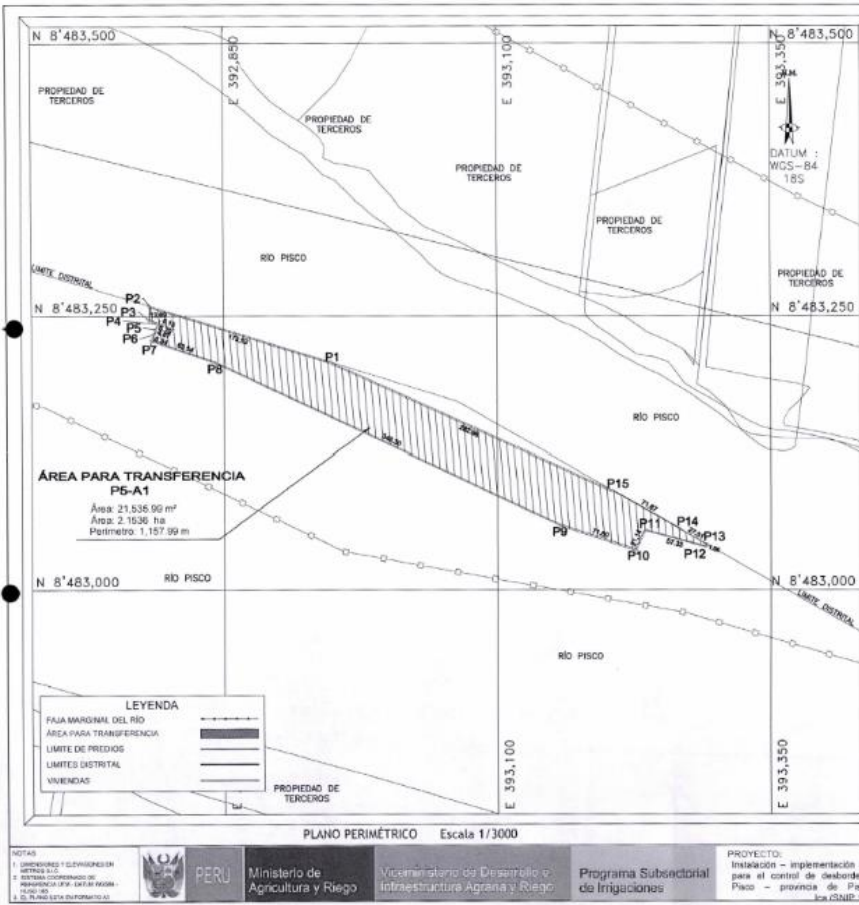 N 8'483,500
E 392,850
E 393,100
E 393,350
N 8'483,500
N.M.
DATUM :
WGS-84
18S
PROPIEDAD DE
TERCEROS
PROPIEDAD DE
TERCEROS
PROPIEDAD DE
TERCEROS
PROPIEDAD DE
TERCEROS
PROPIEDAD DE
TERCEROS
RÍO PISCO
LIMITE DISTRITAL
N 8'483,250
N 8'483,250
P2
P3
P4
P5
P6
P7
P8
P1
RÍO PISCO
ÁREA PARA TRANSFERENCIA
P5-A1
Área: 21,536.99 m²
Área: 2.1536 ha
Perimetro: 1,157.99 m
P15
71.87
P14
P13
P11
P12
P9
P10
N 8'483,000
N 8'483,000
RÍO PISCO
LIMITE DISTRITAL
RÍO PISCO
LEYENDA
FAJA MARGINAL DEL RÍO
ÁREA PARA TRANSFERENCIA
LIMITE DE PREDIOS
LIMITES DISTRITAL
VIVIENDAS
PROPIEDAD DE
TERCEROS
E 393,100
E 393,350
PLANO PERIMÉTRICO Escala 1/3000
NOTAS
PERÚ
Ministerio de
Agricultura y Riego
Viceministerio de Desarrollo e
Infraestructura Agraria y Riego
Programa Subsectorial
de Irrigaciones
PROYECTO:
Instalación – implementación
para el control de desborde
Pisco – provincia de